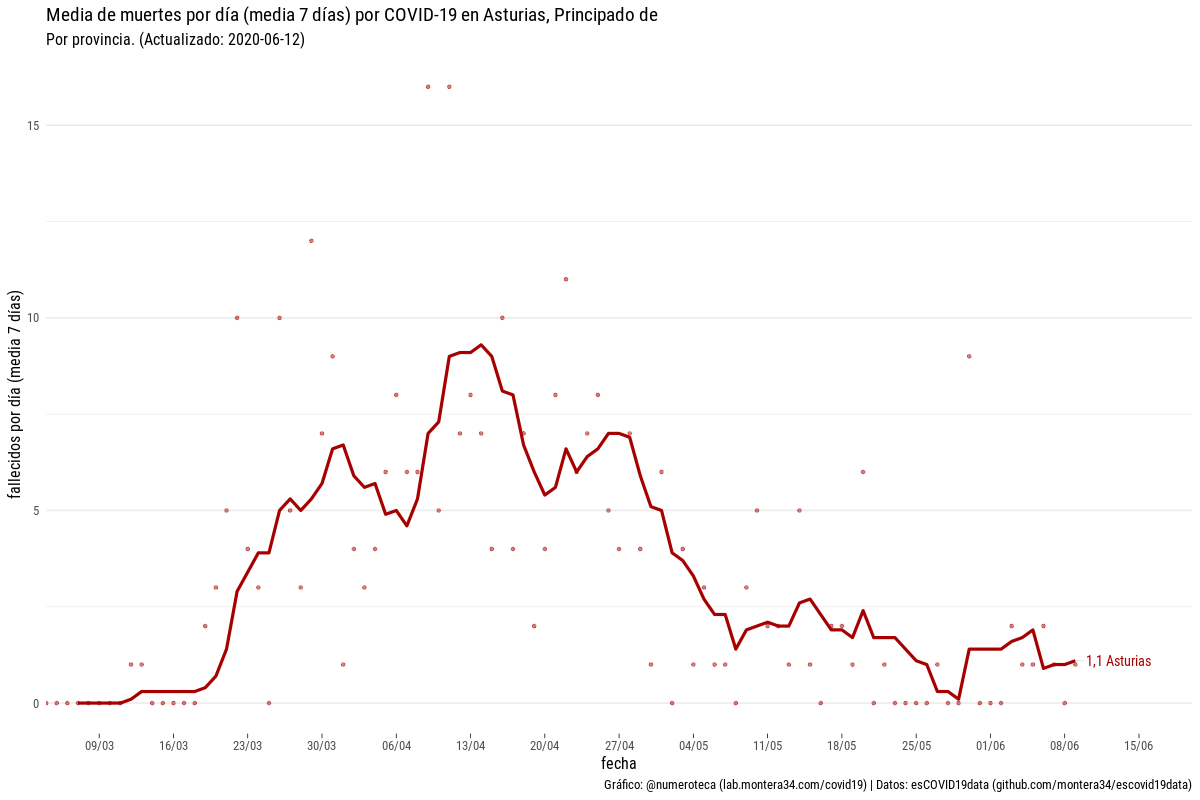 Media de muertes por día (media 7 días) por COVID-19 en Asturias, Principado de
Por provincia. (Actualizado: 2020-06-12)
fallecidos por día (media 7 días)
15
10
5
0
1,1 Asturias
09/03 16/03 23/03 30/03 06/04 13/04 20/04 27/04 04/05 11/05 18/05 25/05 01/06 08/06 15/06
fecha
Gráfico: @numeroteca (lab.montera34.com/covid19) | Datos: esCOVID19data (github.com/montera34/escovid19data)